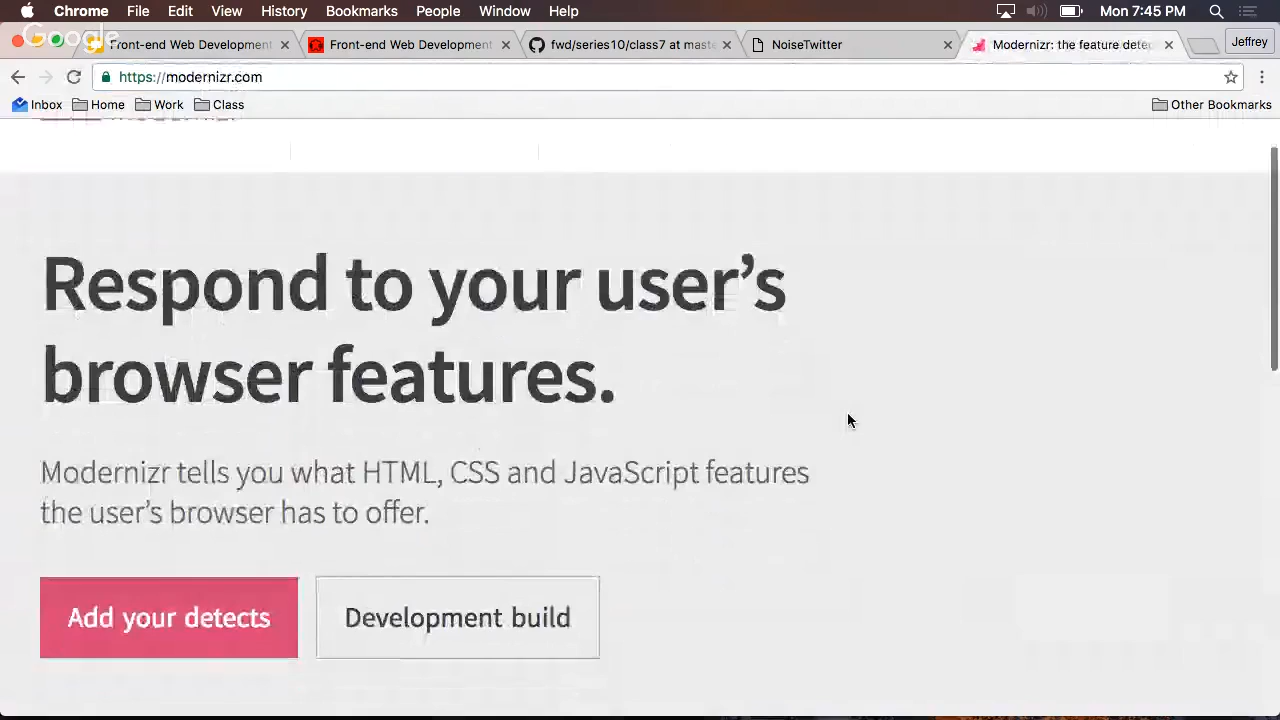 Chrome File Edit View History Bookmarks People Window Help Mon 7:45 PM
Google
Front-end Web Development Front-end Web Development fwd/series10/class7 at maste NoiseTwitter Modernizr: the feature detec Jeffrey
https://modernizr.com
Inbox Home Work Class Other Bookmarks
Respond to your user’s
browser features.
Modernizr tells you what HTML, CSS and JavaScript features
the user’s browser has to offer.
Add your detects Development build